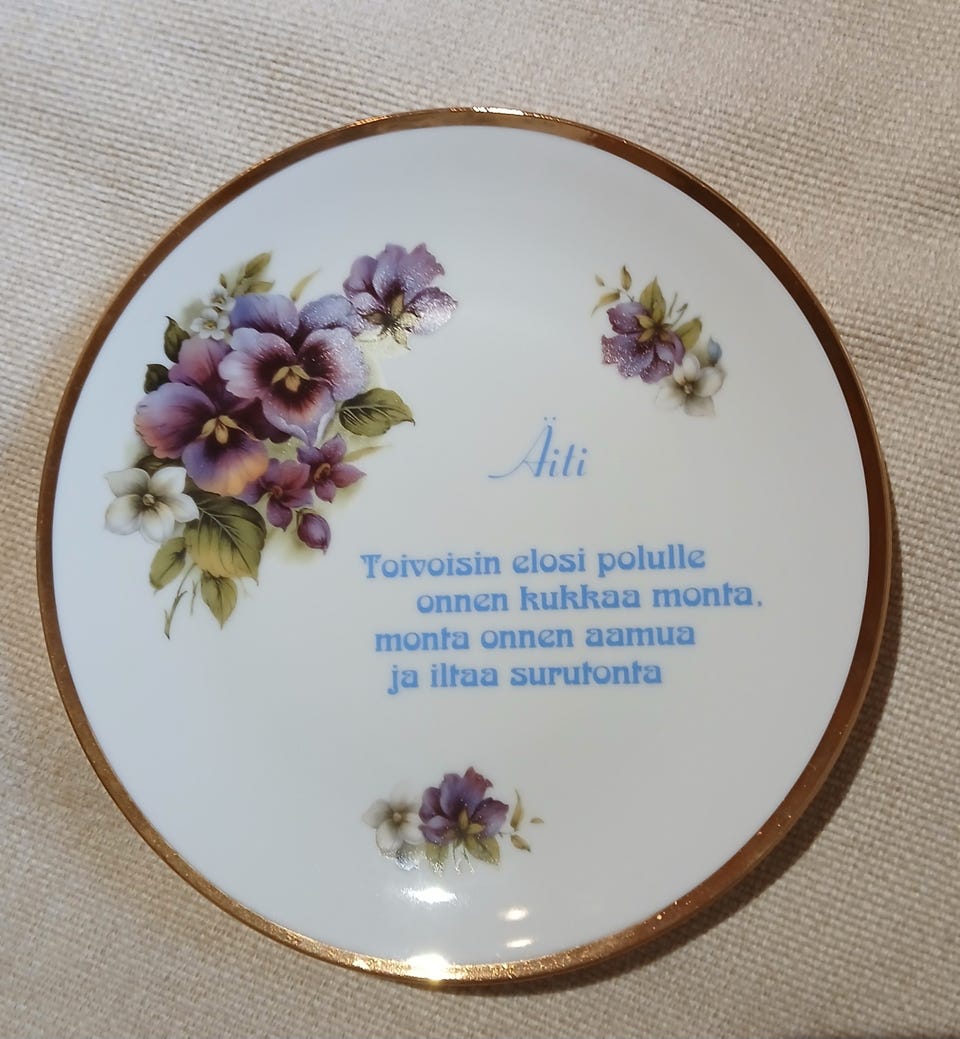 Äiti
Toivoisin elosi polulle
onnen kukkaa monta,
monta onnen aamua
ja iltaa surutonta